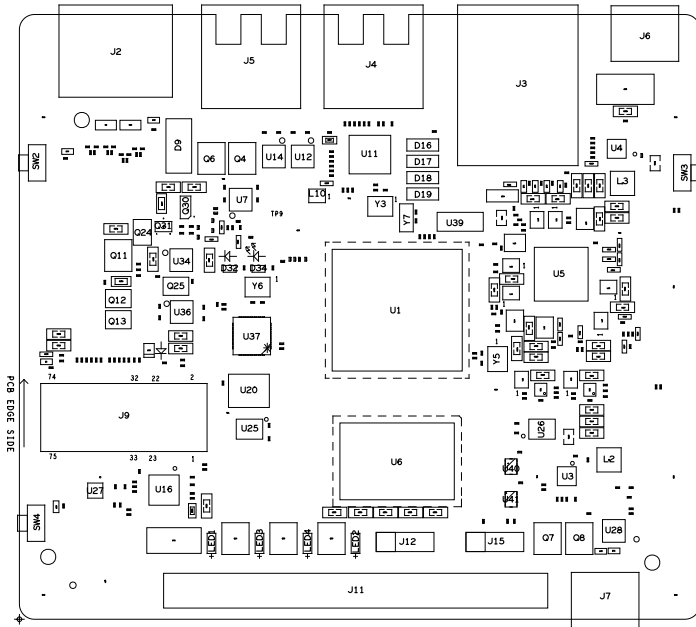 J2
J5
J4
J3
J6
SW2
D9
Q6
Q4
U14
U12
U11
D16
D17
D18
D19
U4
SW3
L3
Q30
U7
L10
Y3
1
TP9
Y7
U39
Q24
Q31
Q11
U34
D32
D34
U5
Q25
Y6
1
U1
Q12
U36
Q13
U37
Y5
74
32
22
2
J9
U20
PCB EDGE SIDE
U25
U26
75
33
23
1
U6
L2
U40
U3
U27
U16
U41
SW4
LED1
LED3
LED4
LED2
J12
J15
Q7
Q8
U28
J11
J7